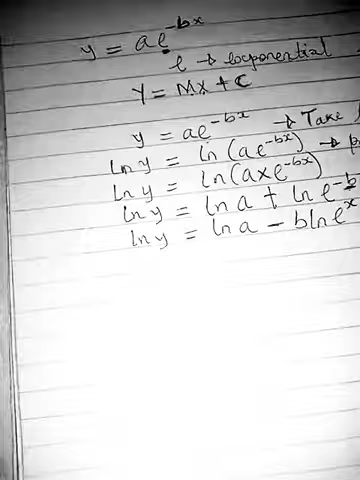 y = ae^-bx
e → exponential
Y = MX + C
y = ae^-bx → Take
ln y = ln(ae^-bx) →
ln y = ln(a×e^-bx)
ln y = ln a + ln e^-b
ln y = ln a - b ln e^x